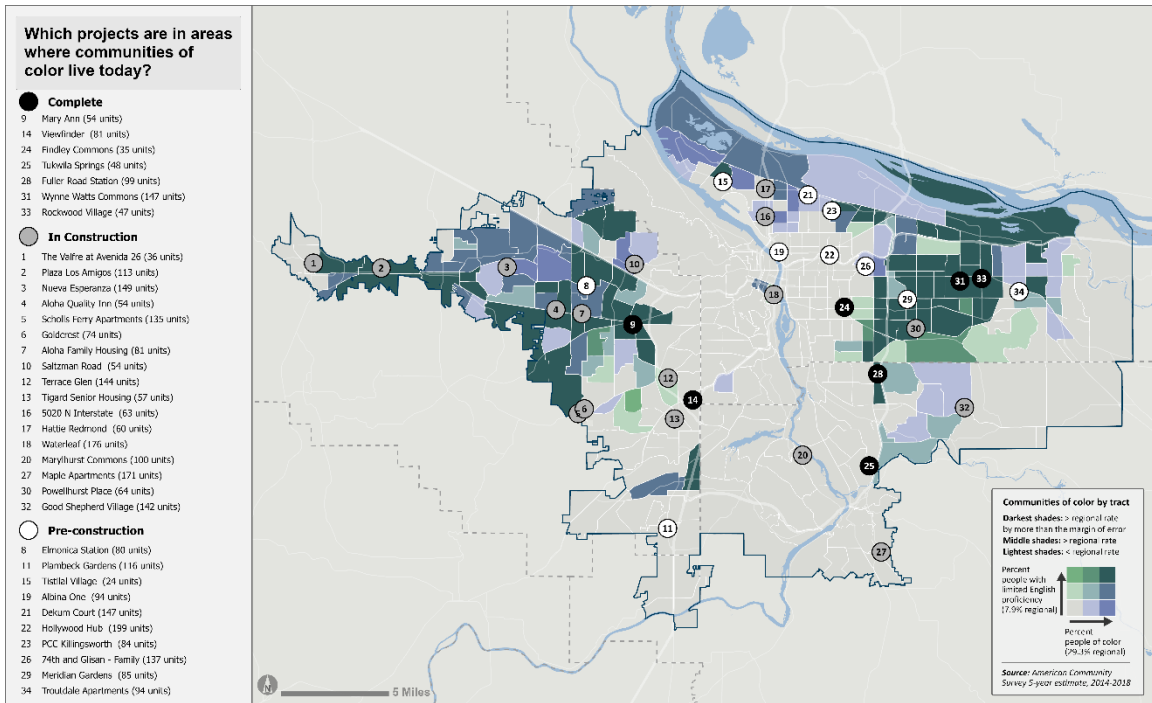 Which projects are in areas
where communities of
color live today?
Complete
9 Mary Ann (54 units)
14 Viewfinder (81 units)
24 Findley Commons (35 units)
25 Tukwila Springs (48 units)
28 Fuller Road Station (99 units)
31 Wynne Watts Commons (147 units)
33 Rockwood Village (47 units)
In Construction
1 The Valfre at Avenida 26 (36 units)
2 Plaza Los Amigos (113 units)
3 Nueva Esperanza (149 units)
4 Aloha Quality Inn (54 units)
5 Scholls Ferry Apartments (135 units)
6 Goldcrest (74 units)
7 Aloha Family Housing (81 units)
10 Saltzman Road (54 units)
12 Terrace Glen (144 units)
13 Tigard Senior Housing (57 units)
16 5020 N Interstate (63 units)
17 Hattie Redmond (60 units)
18 Waterleaf (176 units)
20 Marylhurst Commons (100 units)
27 Maple Apartments (171 units)
30 Powellhurst Place (64 units)
32 Good Shepherd Village (142 units)
Pre-construction
8 Elmonica Station (80 units)
11 Plambeck Gardens (116 units)
15 Tistilal Village (24 units)
19 Albina One (94 units)
21 Dekum Court (147 units)
22 Hollywood Hub (199 units)
23 PCC Killingsworth (84 units)
26 74th and Glisan - Family (137 units)
29 Meridian Gardens (85 units)
34 Troutdale Apartments (94 units)
15
17
21
23
16
19
22
26
1
2
3
10
8
4
7
9
18
24
29
31
33
34
30
28
12
14
5
6
13
32
20
25
11
27
N
5 Miles
Communities of color by tract
Darkest shades: > regional rate
by more than the margin of error
Middle shades: > regional rate
Lightest shades: < regional rate
Percent
people with
limited English
proficiency
(7.9% regional)
Percent
people of color
(29.3% regional)
Source: American Community
Survey 5-year estimate, 2014-2018